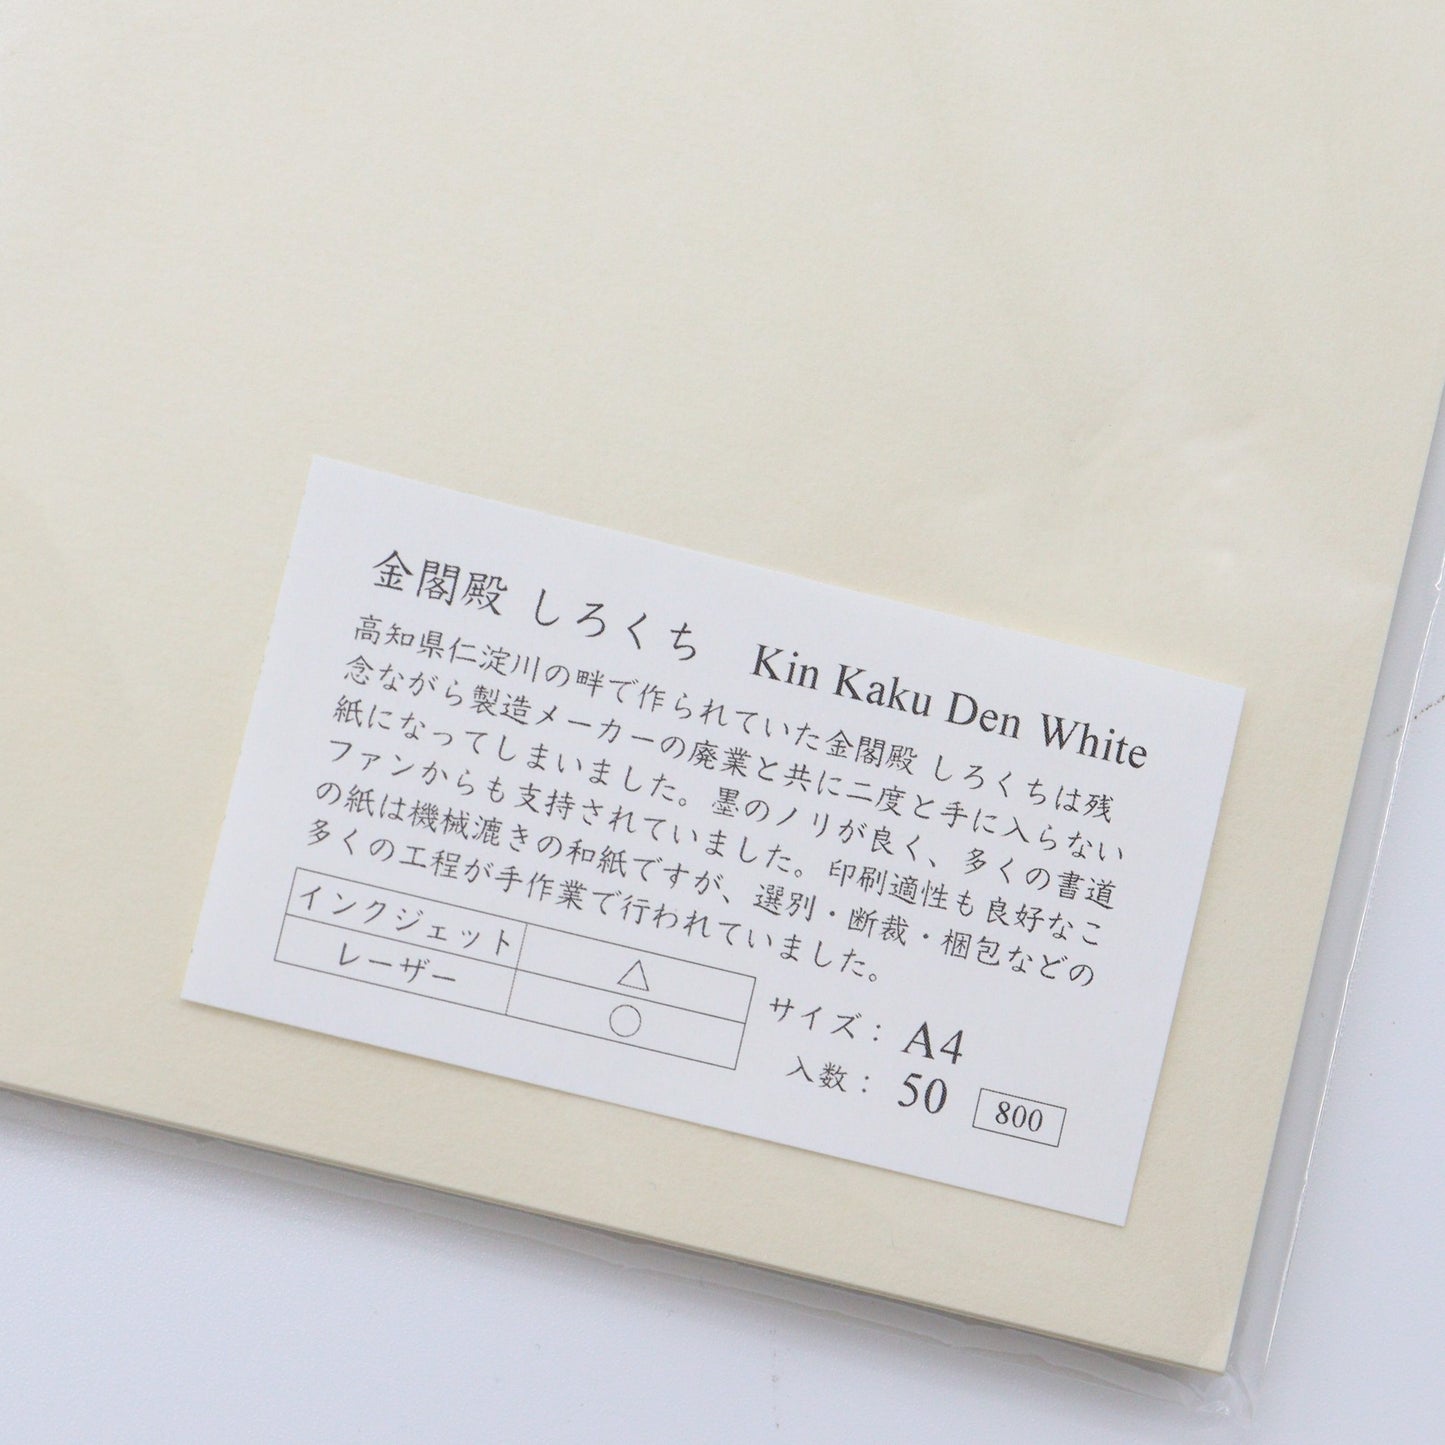 金閣殿 しろくち Kin Kaku Den White
高知県仁淀川の畔で作られていた金閣殿 しろくちは残
念ながら製造メーカーの廃業と共に二度と手に入らない
紙になってしまいました。墨のノリが良く、多くの書道
ファンからも支持されていました。印刷適性も良好なこ
の紙は機械漉きの和紙ですが、選別・断裁・梱包などの
多くの工程が手作業で行われていました。
インクジェット △
レーザー ○
サイズ： A4
入数： 50 800